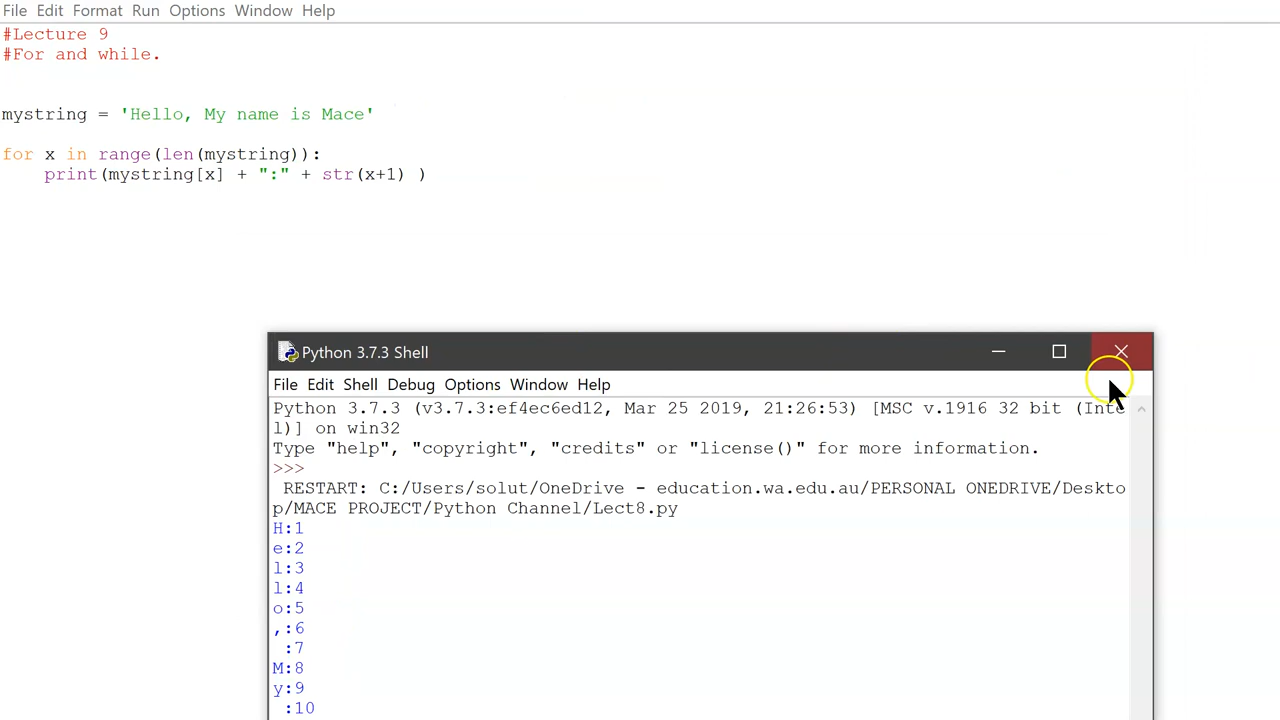 File Edit Format Run Options Window Help
#Lecture 9
#For and while.
mystring = 'Hello, My name is Mace'
for x in range(len(mystring)):
    print(mystring[x] + ":" + str(x+1) )
Python 3.7.3 Shell
File Edit Shell Debug Options Window Help
Python 3.7.3 (v3.7.3:ef4ec6ed12, Mar 25 2019, 21:26:53) [MSC v.1916 32 bit (Inte
l)] on win32
Type "help", "copyright", "credits" or "license()" for more information.
>>>
 RESTART: C:/Users/solut/OneDrive - education.wa.edu.au/PERSONAL ONEDRIVE/Deskto
p/MACE PROJECT/Python Channel/Lect8.py
H:1
e:2
l:3
l:4
o:5
,:6
 :7
M:8
y:9
 :10